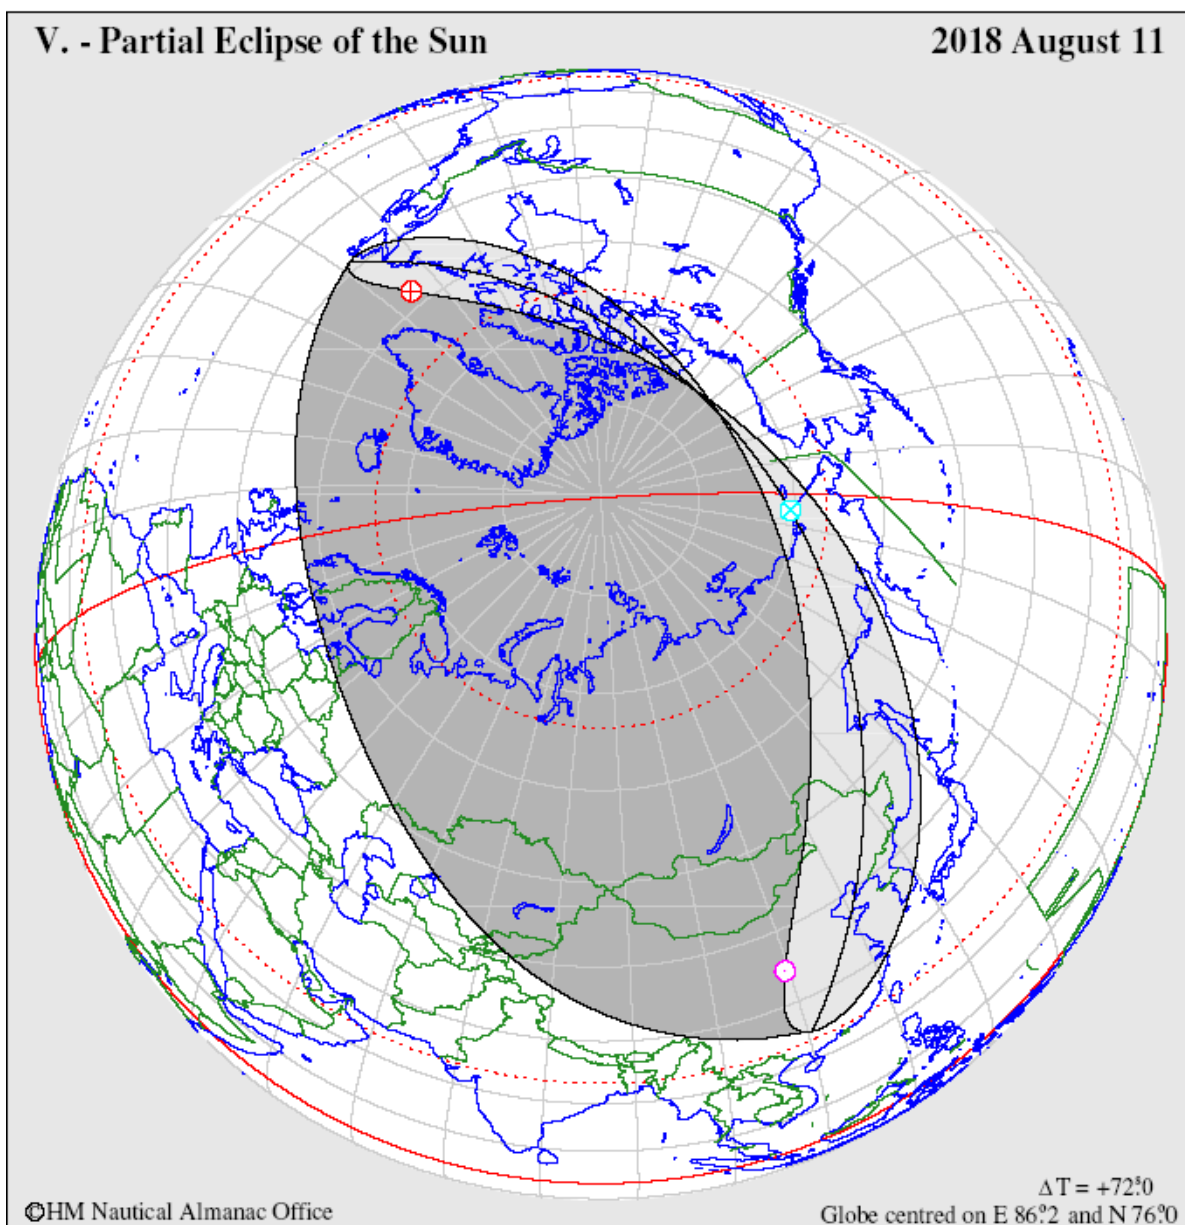 V. - Partial Eclipse of the Sun
2018 August 11
ΔT = +72.ˢ0
©HM Nautical Almanac Office
Globe centred on E 86.°2 and N 76.°0